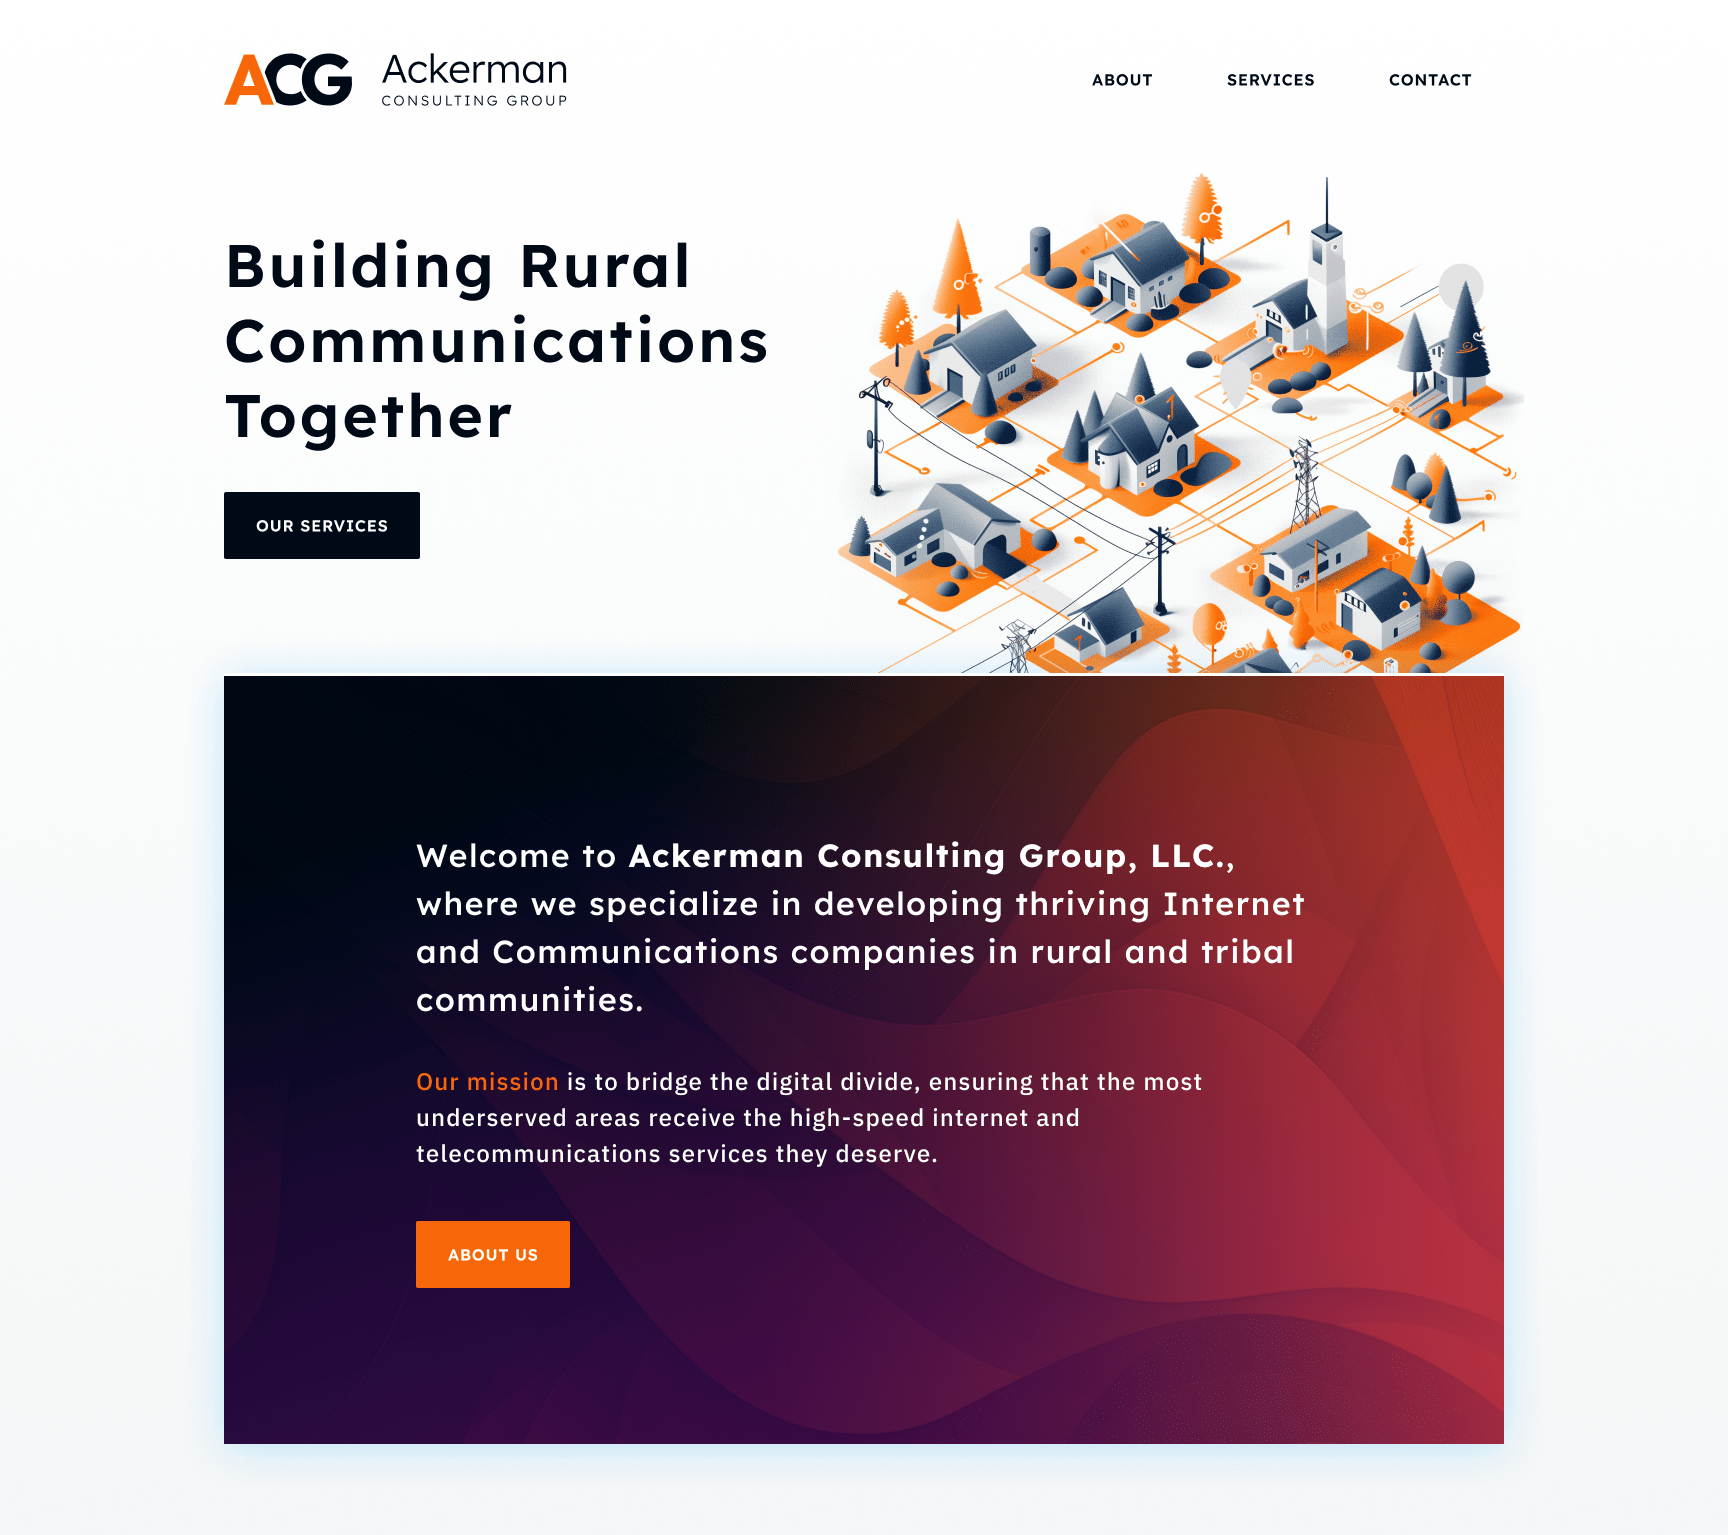 ACG Ackerman
CONSULTING GROUP
ABOUT SERVICES CONTACT
Building Rural
Communications
Together
OUR SERVICES
Welcome to Ackerman Consulting Group, LLC.,
where we specialize in developing thriving Internet
and Communications companies in rural and tribal
communities.
Our mission is to bridge the digital divide, ensuring that the most
underserved areas receive the high-speed internet and
telecommunications services they deserve.
ABOUT US